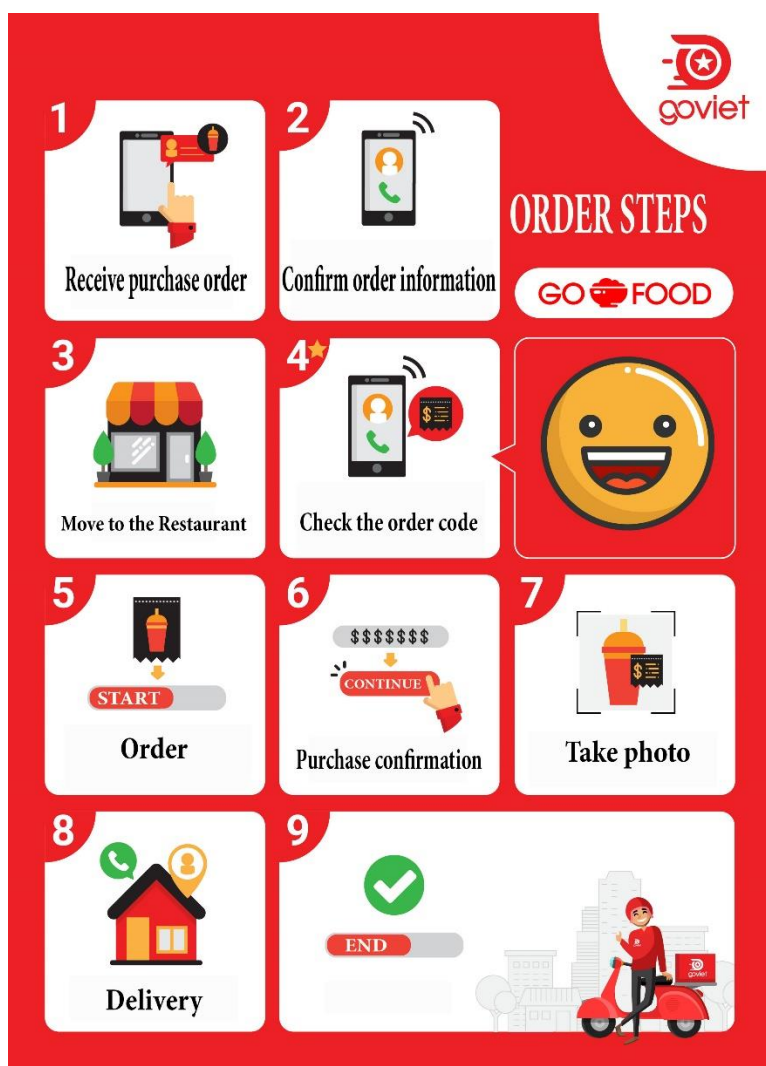 goviet
1
Receive purchase order
2
Confirm order information
ORDER STEPS
GO FOOD
3
Move to the Restaurant
4
$
Check the order code
5
START
Order
6
$$$$$$$
CONTINUE
Purchase confirmation
7
$
Take photo
8
Delivery
9
END
goviet